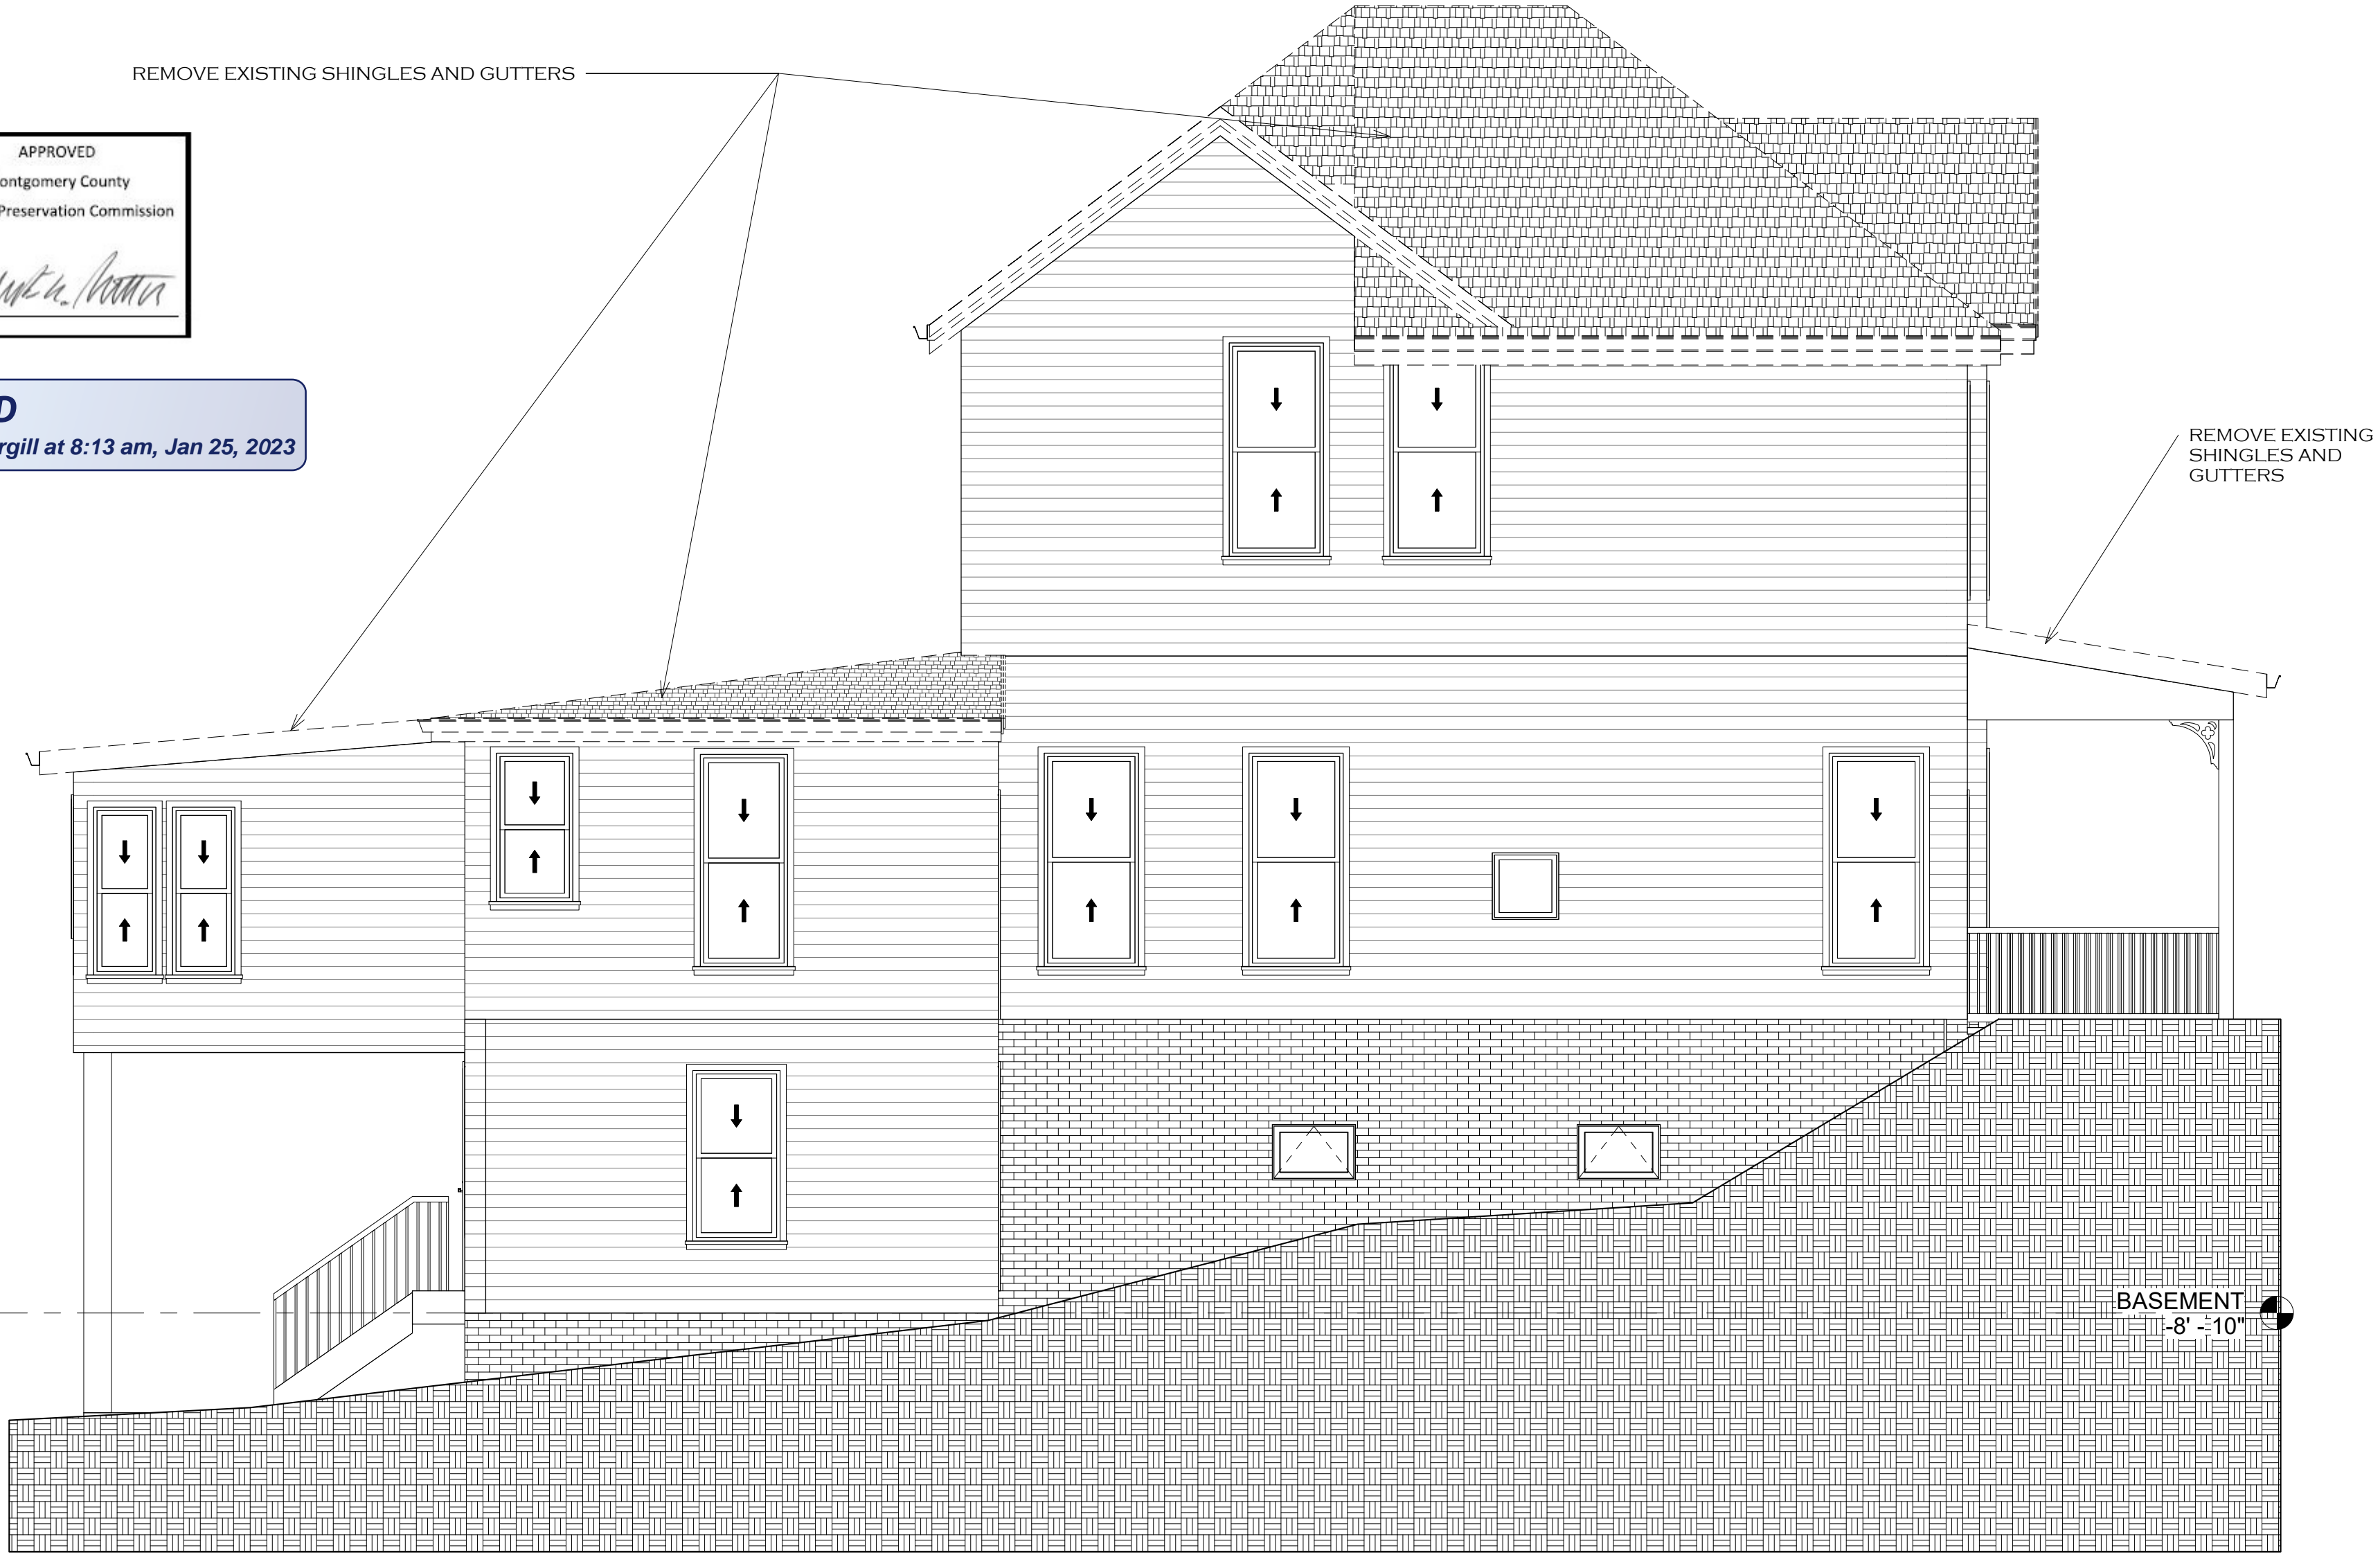 REMOVE EXISTING SHINGLES AND GUTTERS
APPROVED
ontgomery County
Preservation Commission
D
rgill at 8:13 am, Jan 25, 2023
REMOVE EXISTING
SHINGLES AND
GUTTERS
BASEMENT
-8' - 10"